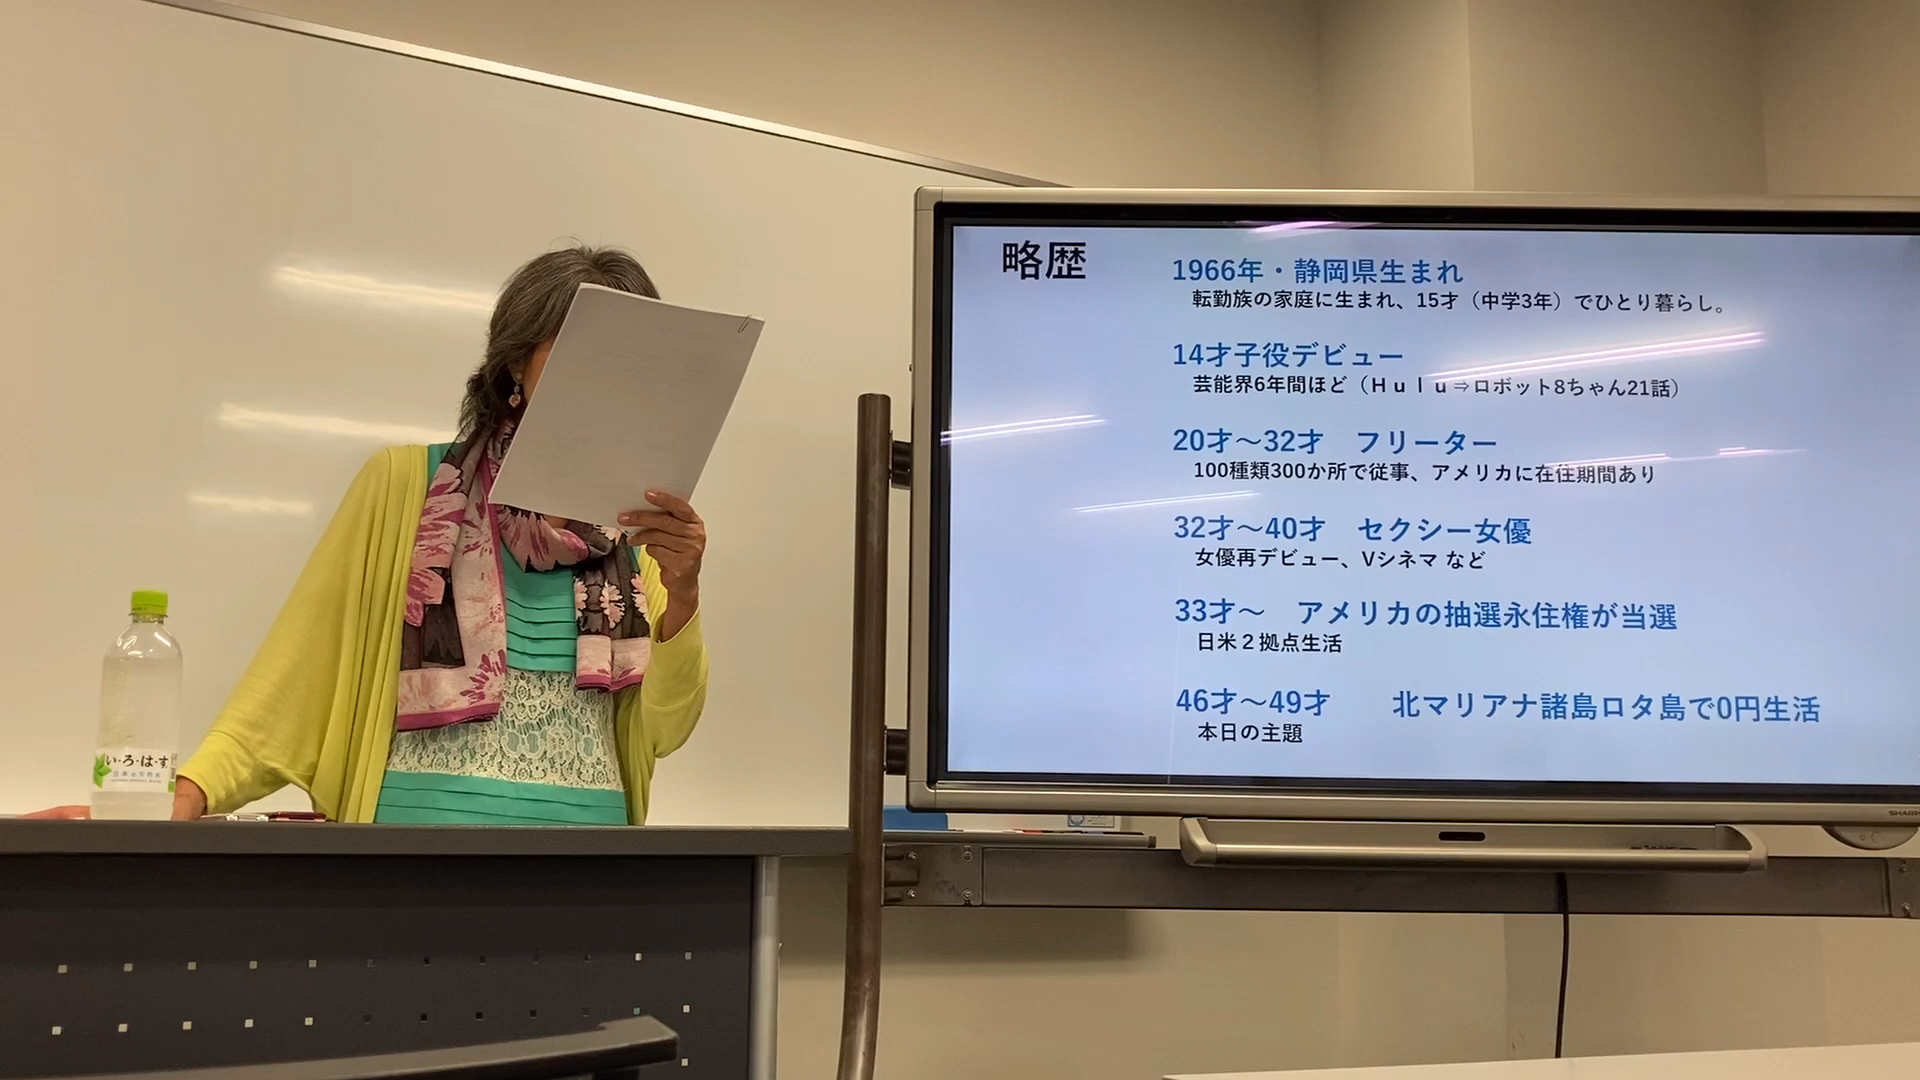 略歴
1966年・静岡県生まれ
転勤族の家庭に生まれ、15才（中学3年）でひとり暮らし。
14才子役デビュー
芸能界6年間ほど（Ｈｕｌｕ⇒ロボット8ちゃん21話）
20才～32才　フリーター
100種類300か所で従事、アメリカに在住期間あり
32才～40才　セクシー女優
女優再デビュー、Vシネマ など
33才～　アメリカの抽選永住権が当選
日米２拠点生活
46才～49才　　北マリアナ諸島ロタ島で0円生活
本日の主題
SHARP
い・ろ・は・す
日本の天然水